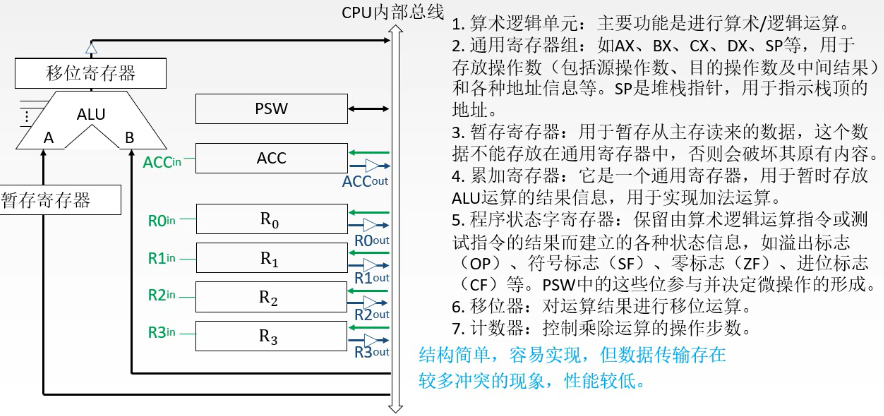 CPU内部总线
移位寄存器
ALU
A
B
暂存寄存器
PSW
ACCin
ACC
ACCout
R0in
R0
R0out
R1in
R1
R1out
R2in
R2
R2out
R3in
R3
R3out
1. 算术逻辑单元：主要功能是进行算术/逻辑运算。
2. 通用寄存器组：如AX、BX、CX、DX、SP等，用于
存放操作数（包括源操作数、目的操作数及中间结果）
和各种地址信息等。SP是堆栈指针，用于指示栈顶的
地址。
3. 暂存寄存器：用于暂存从主存读来的数据，这个数
据不能存放在通用寄存器中，否则会破坏其原有内容。
4. 累加寄存器：它是一个通用寄存器，用于暂时存放
ALU运算的结果信息，用于实现加法运算。
5. 程序状态字寄存器：保留由算术逻辑运算指令或测
试指令的结果而建立的各种状态信息，如溢出标志
（OP）、符号标志（SF）、零标志（ZF）、进位标志
（CF）等。PSW中的这些位参与并决定微操作的形成。
6. 移位器：对运算结果进行移位运算。
7. 计数器：控制乘除运算的操作步数。
结构简单，容易实现，但数据传输存在
较多冲突的现象，性能较低。